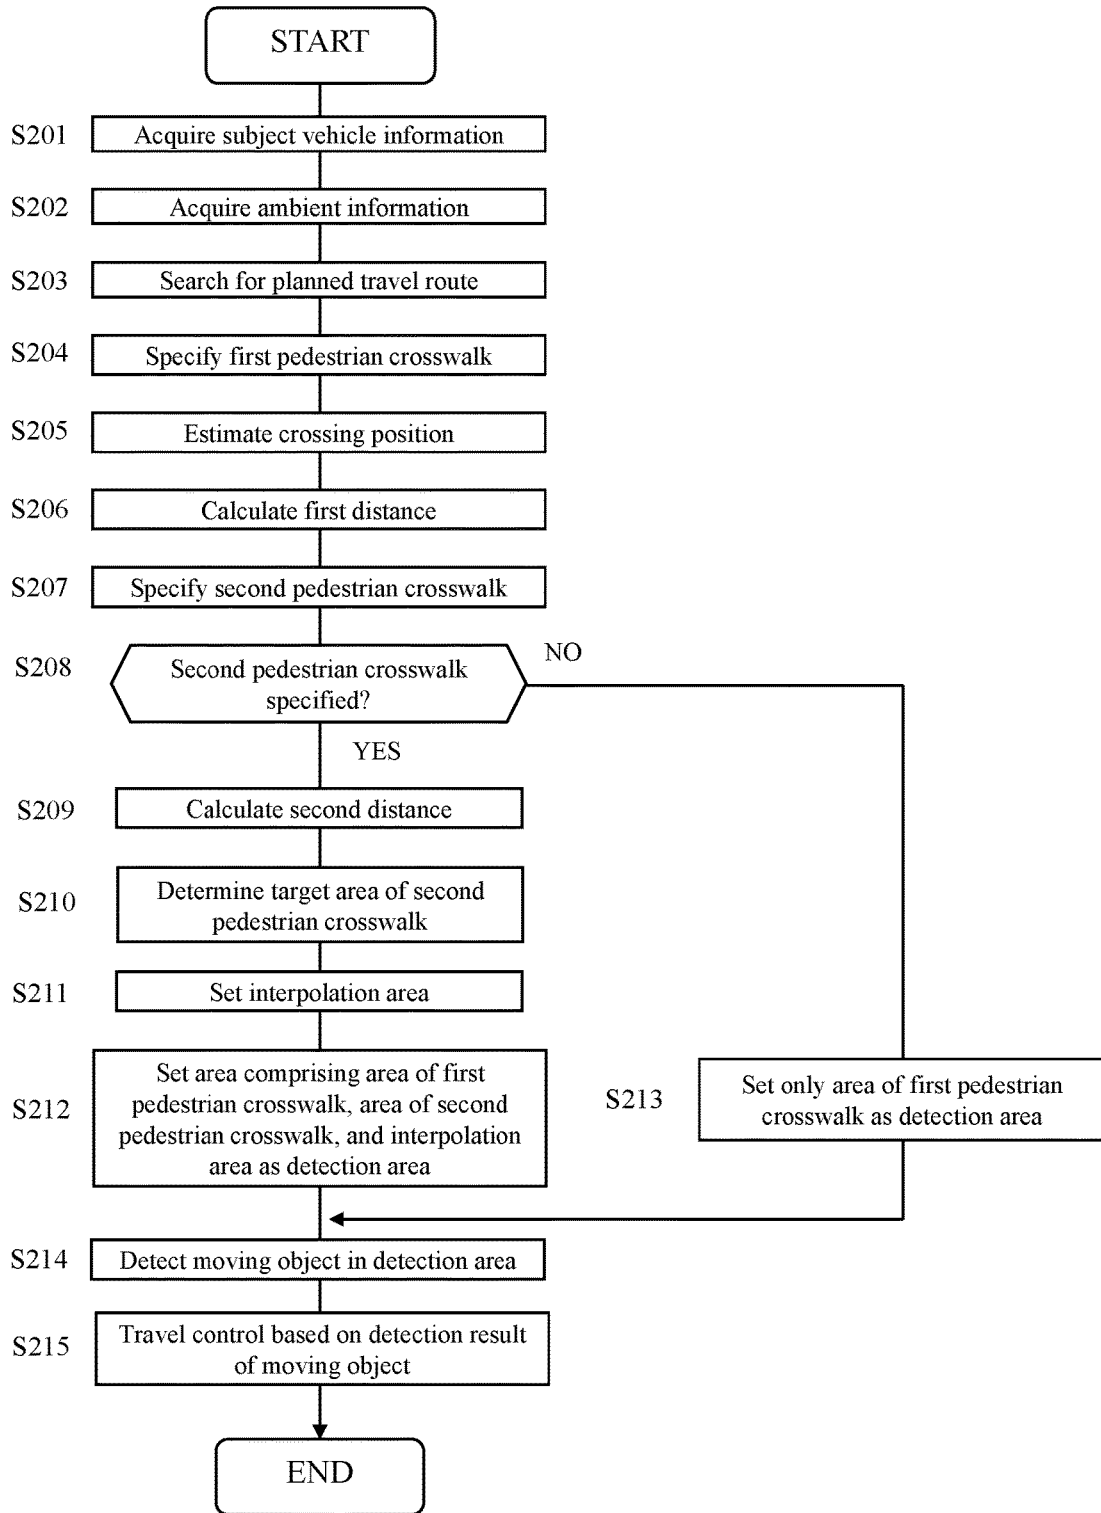 START
S201
Acquire subject vehicle information
S202
Acquire ambient information
S203
Search for planned travel route
S204
Specify first pedestrian crosswalk
S205
Estimate crossing position
S206
Calculate first distance
S207
Specify second pedestrian crosswalk
S208
Second pedestrian crosswalk
specified?
NO
YES
S209
Calculate second distance
S210
Determine target area of second
pedestrian crosswalk
S211
Set interpolation area
S212
Set area comprising area of first
pedestrian crosswalk, area of second
pedestrian crosswalk, and interpolation
area as detection area
S213
Set only area of first pedestrian
crosswalk as detection area
S214
Detect moving object in detection area
S215
Travel control based on detection result
of moving object
END